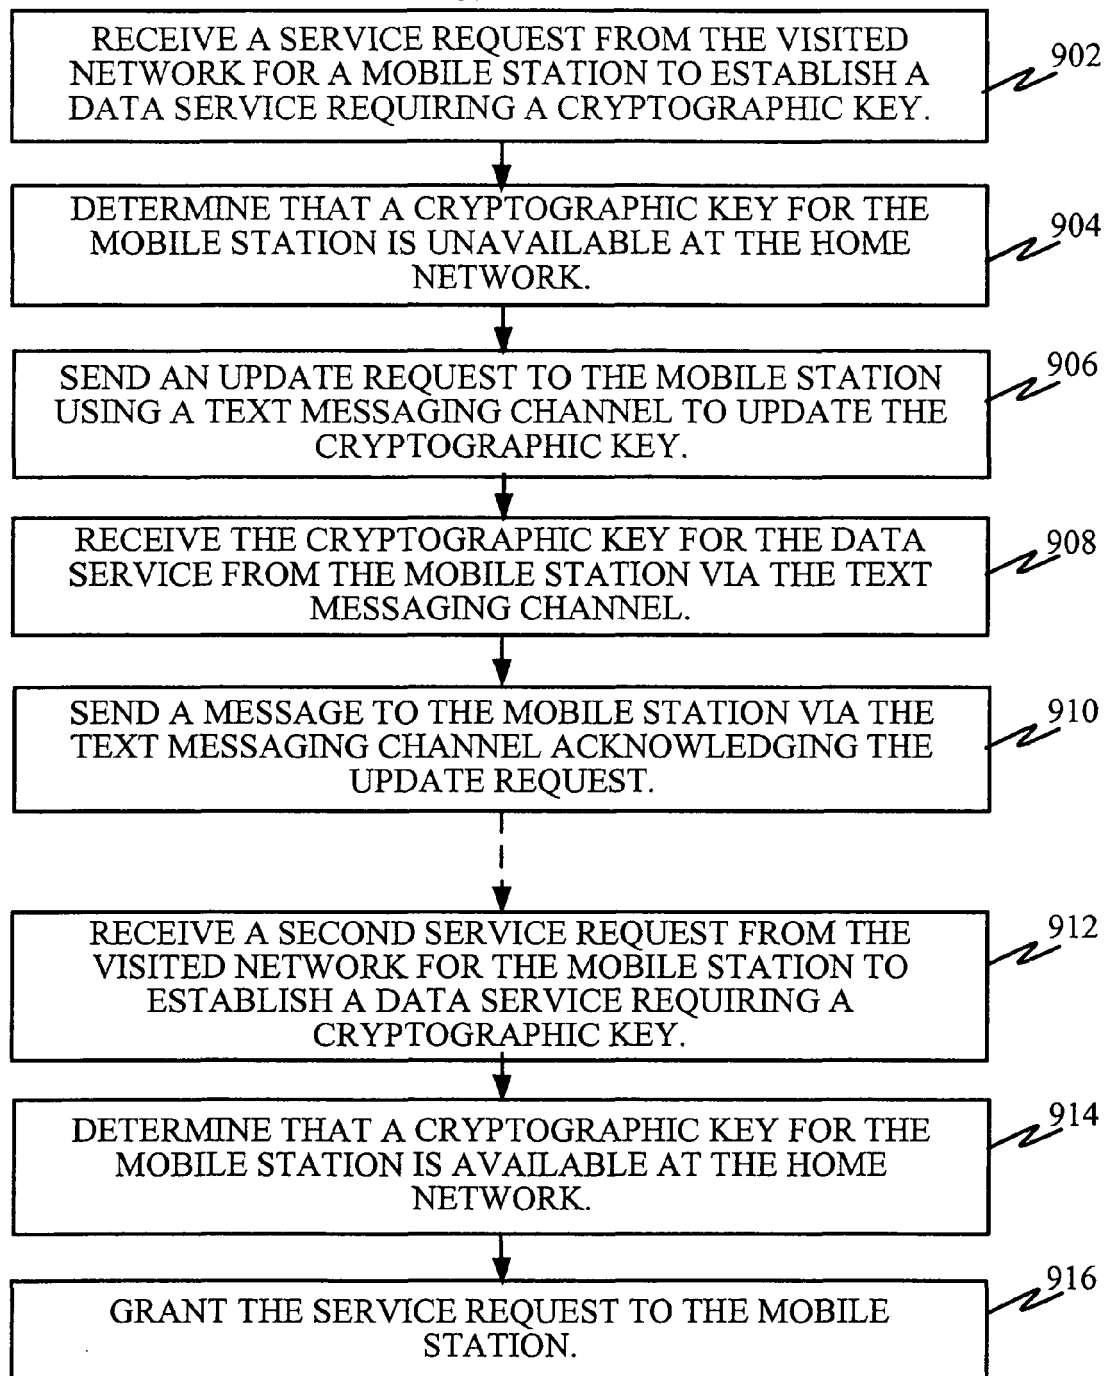 RECEIVE A SERVICE REQUEST FROM THE VISITED
NETWORK FOR A MOBILE STATION TO ESTABLISH A
DATA SERVICE REQUIRING A CRYPTOGRAPHIC KEY.
902
DETERMINE THAT A CRYPTOGRAPHIC KEY FOR THE
MOBILE STATION IS UNAVAILABLE AT THE HOME
NETWORK.
904
SEND AN UPDATE REQUEST TO THE MOBILE STATION
USING A TEXT MESSAGING CHANNEL TO UPDATE THE
CRYPTOGRAPHIC KEY.
906
RECEIVE THE CRYPTOGRAPHIC KEY FOR THE DATA
SERVICE FROM THE MOBILE STATION VIA THE TEXT
MESSAGING CHANNEL.
908
SEND A MESSAGE TO THE MOBILE STATION VIA THE
TEXT MESSAGING CHANNEL ACKNOWLEDGING THE
UPDATE REQUEST.
910
RECEIVE A SECOND SERVICE REQUEST FROM THE
VISITED NETWORK FOR THE MOBILE STATION TO
ESTABLISH A DATA SERVICE REQUIRING A
CRYPTOGRAPHIC KEY.
912
DETERMINE THAT A CRYPTOGRAPHIC KEY FOR THE
MOBILE STATION IS AVAILABLE AT THE HOME
NETWORK.
914
GRANT THE SERVICE REQUEST TO THE MOBILE
STATION.
916